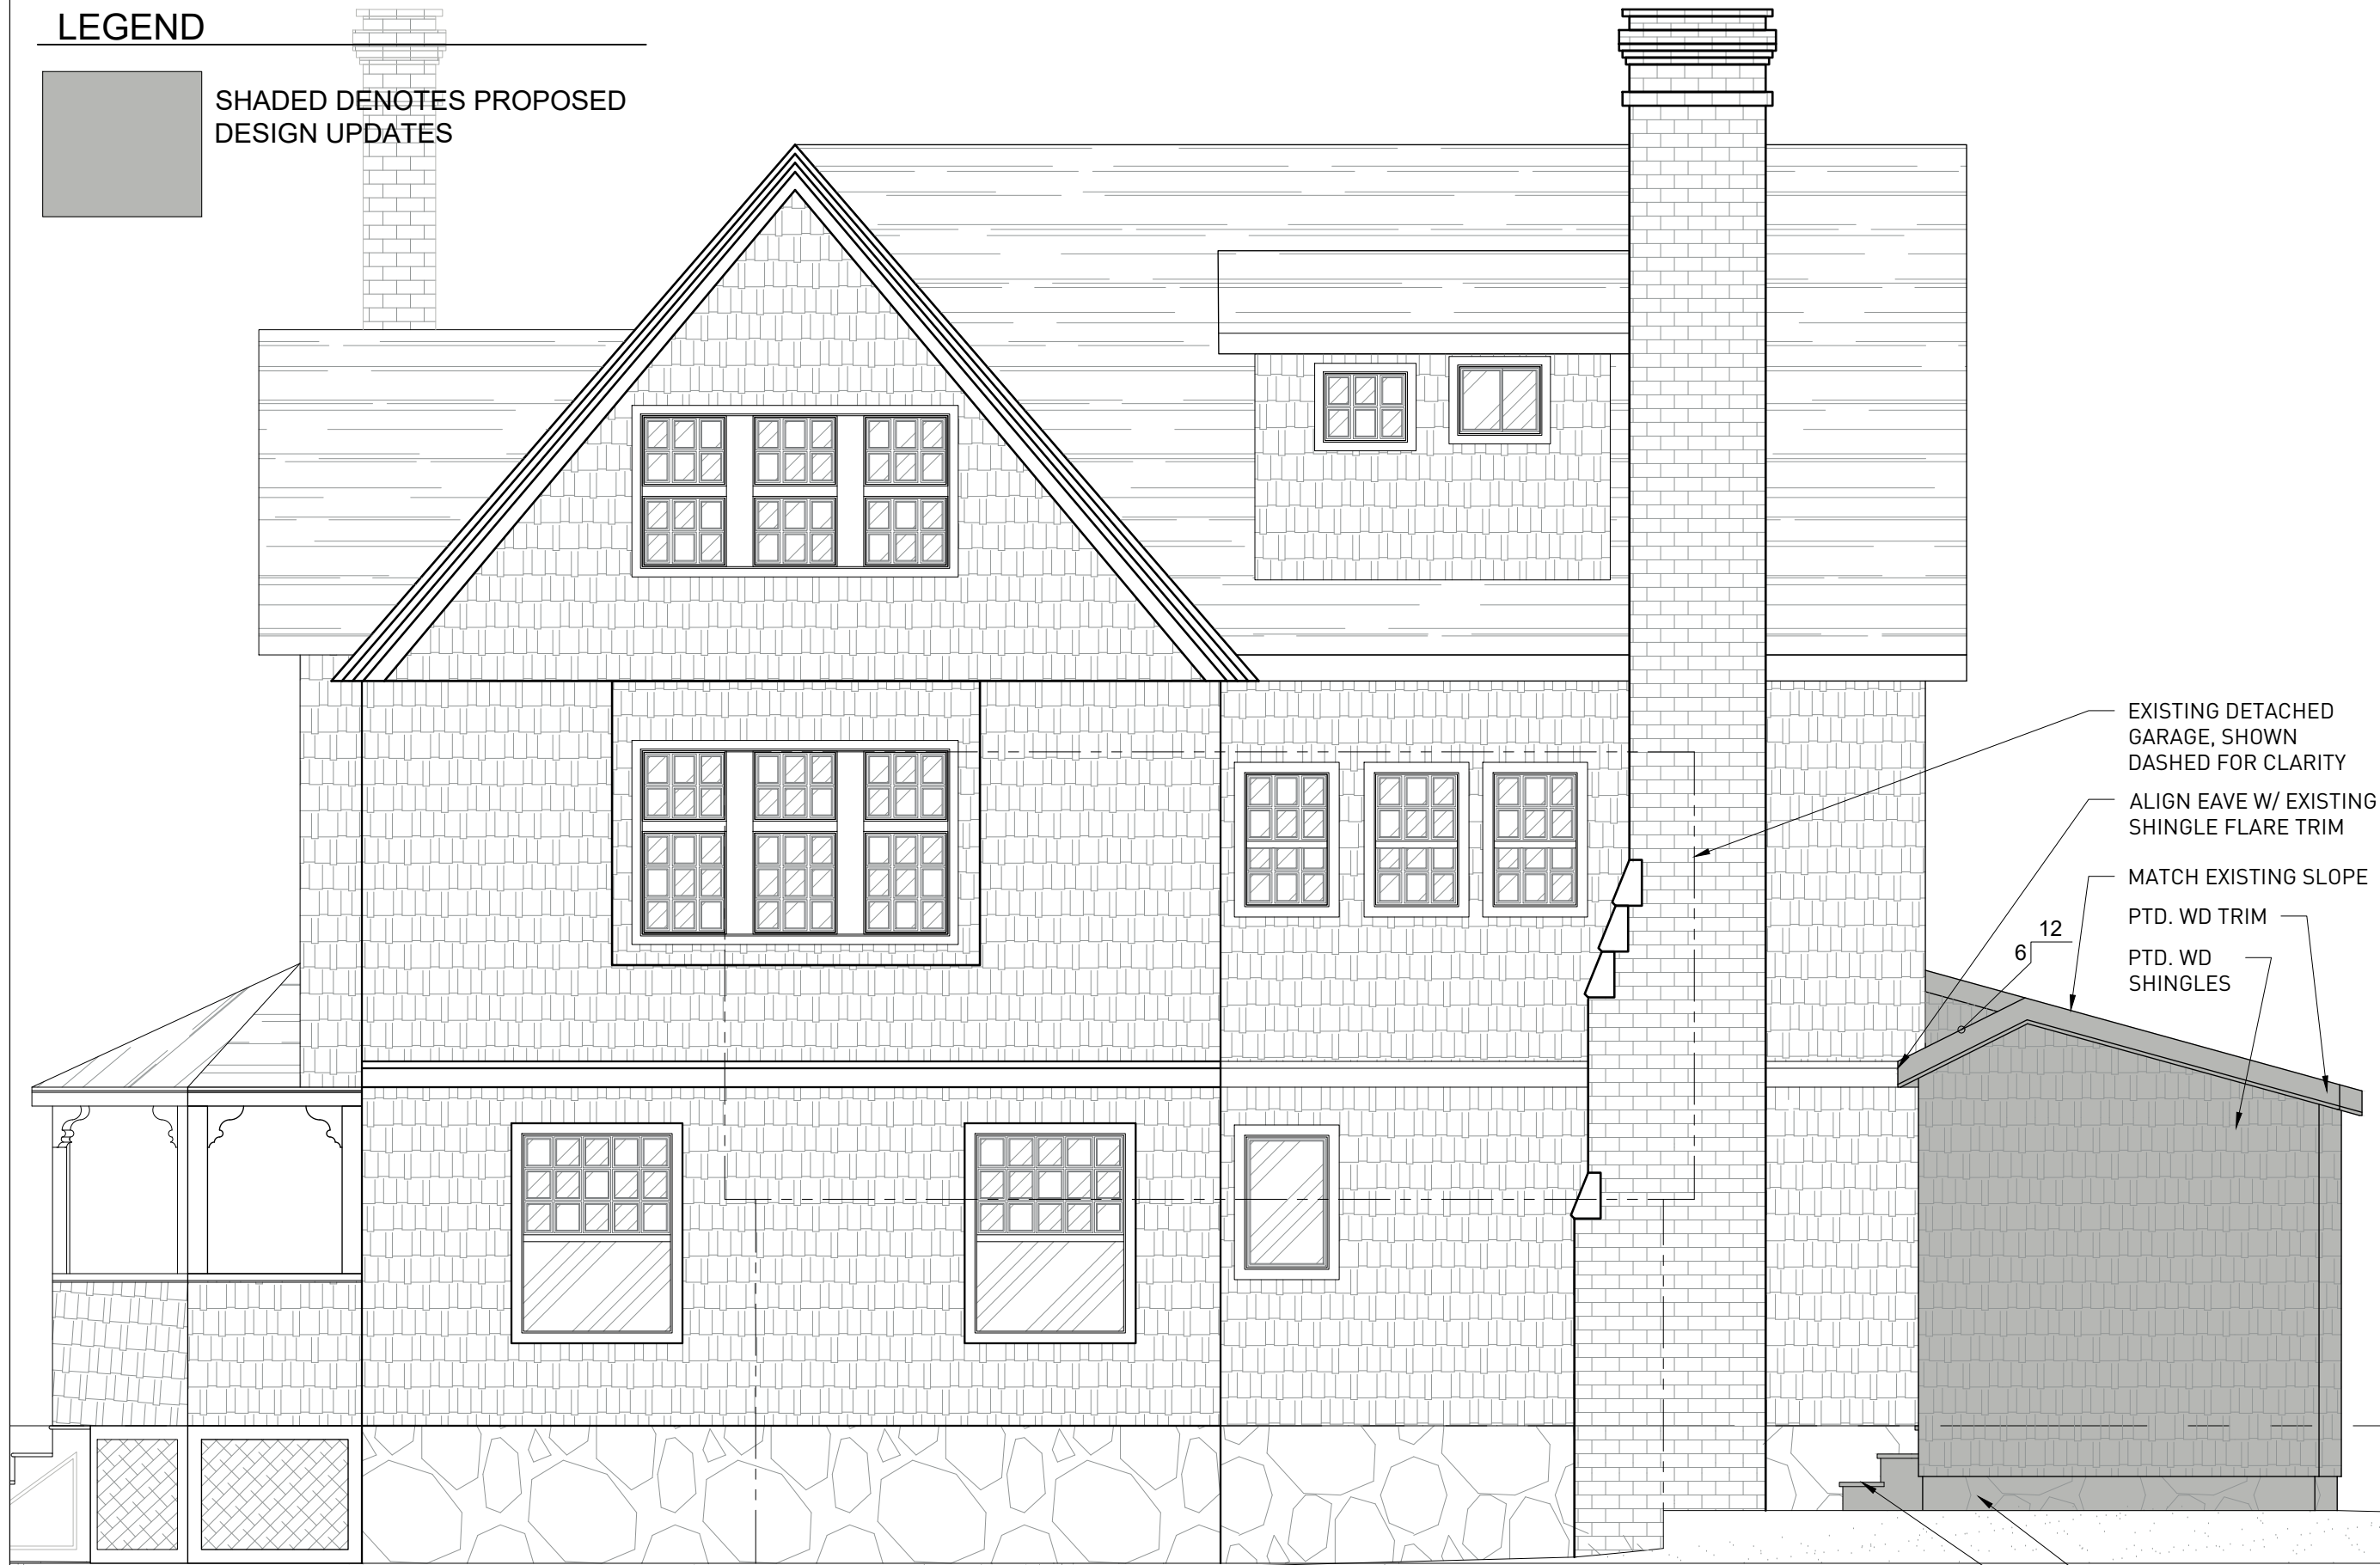 LEGEND
SHADED DENOTES PROPOSED
DESIGN UPDATES
EXISTING DETACHED
GARAGE, SHOWN
DASHED FOR CLARITY
ALIGN EAVE W/ EXISTING
SHINGLE FLARE TRIM
MATCH EXISTING SLOPE
PTD. WD TRIM
12
6
PTD. WD
SHINGLES